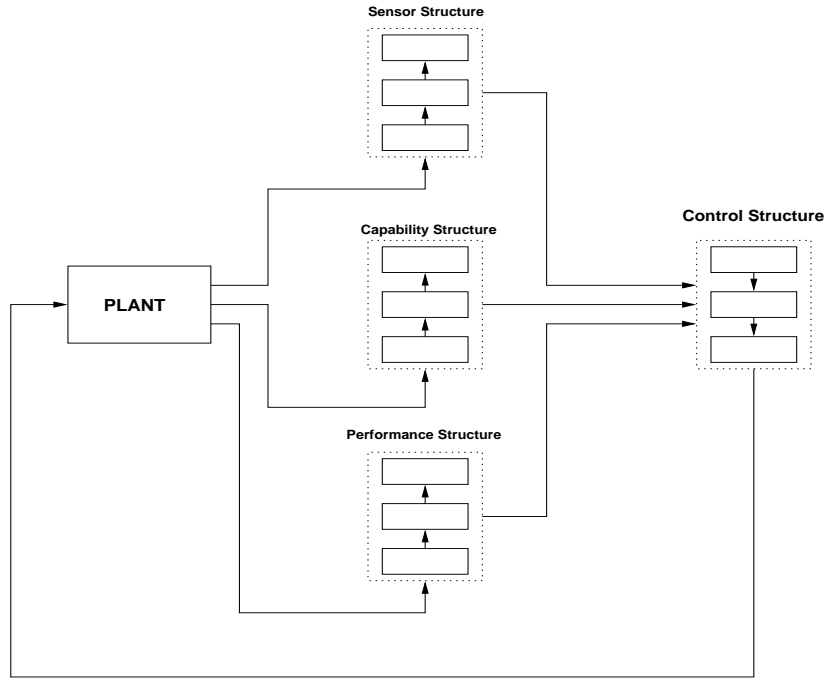 Sensor Structure
Control Structure
Capability Structure
PLANT
Performance Structure